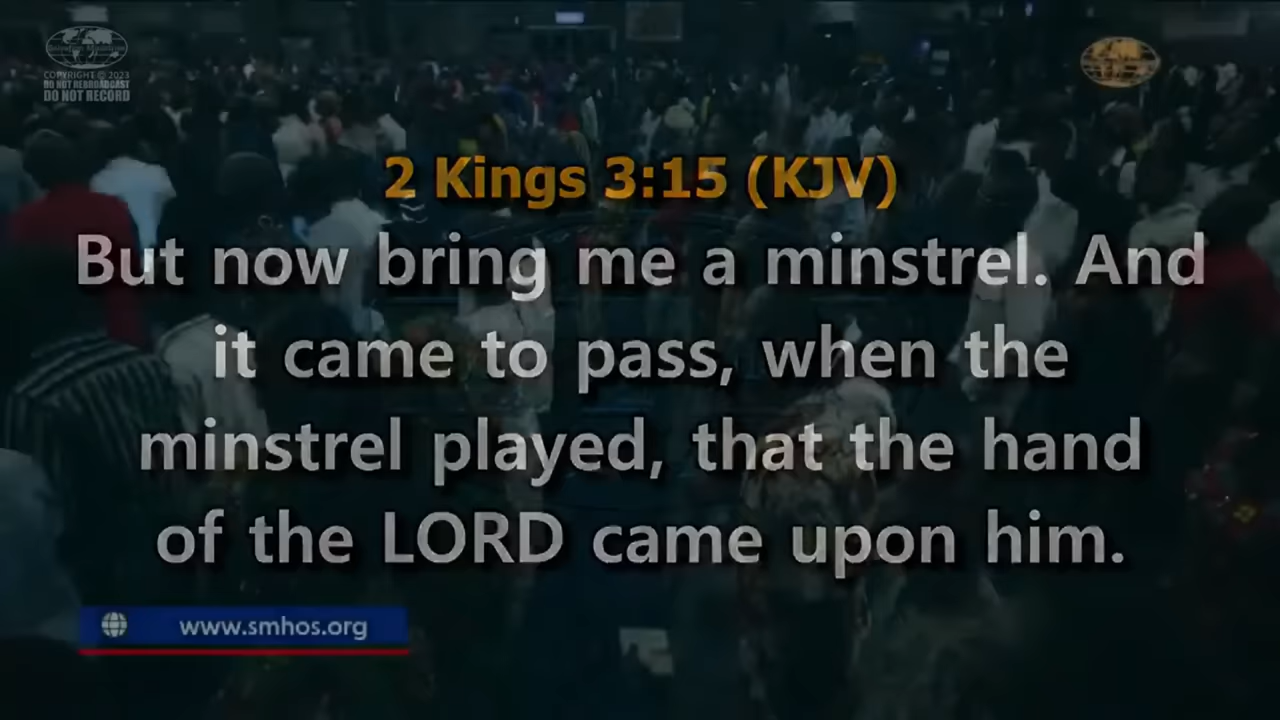 COPYRIGHT © 2023
DO NOT REBROADCAST
DO NOT RECORD
2 Kings 3:15 (KJV)
But now bring me a minstrel. And
it came to pass, when the
minstrel played, that the hand
of the LORD came upon him.
www.smhos.org